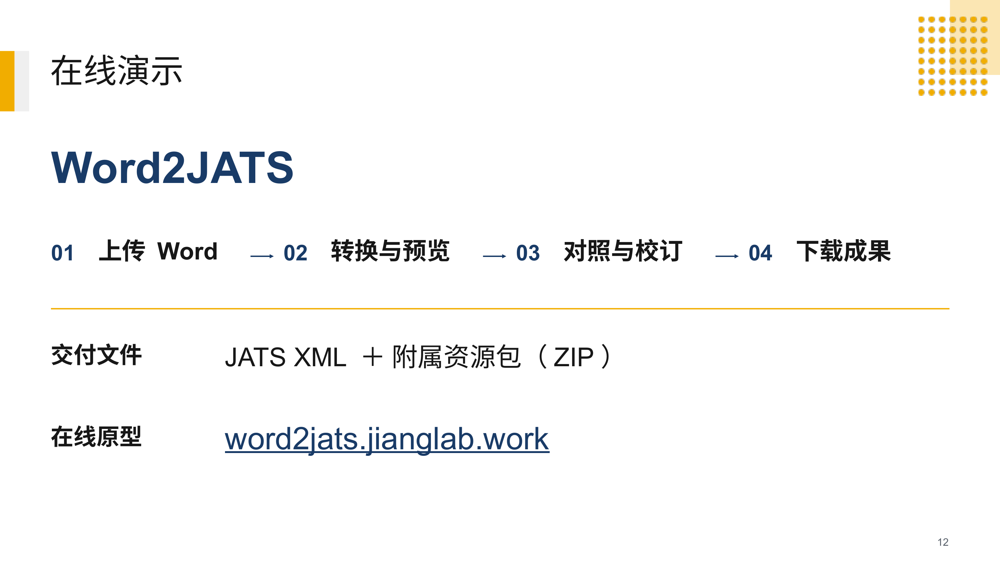 在线演示
Word2JATS
01 上传 Word → 02 转换与预览 → 03 对照与校订 → 04 下载成果
交付文件 JATS XML ＋ 附属资源包（ZIP）
在线原型 word2jats.jianglab.work
12